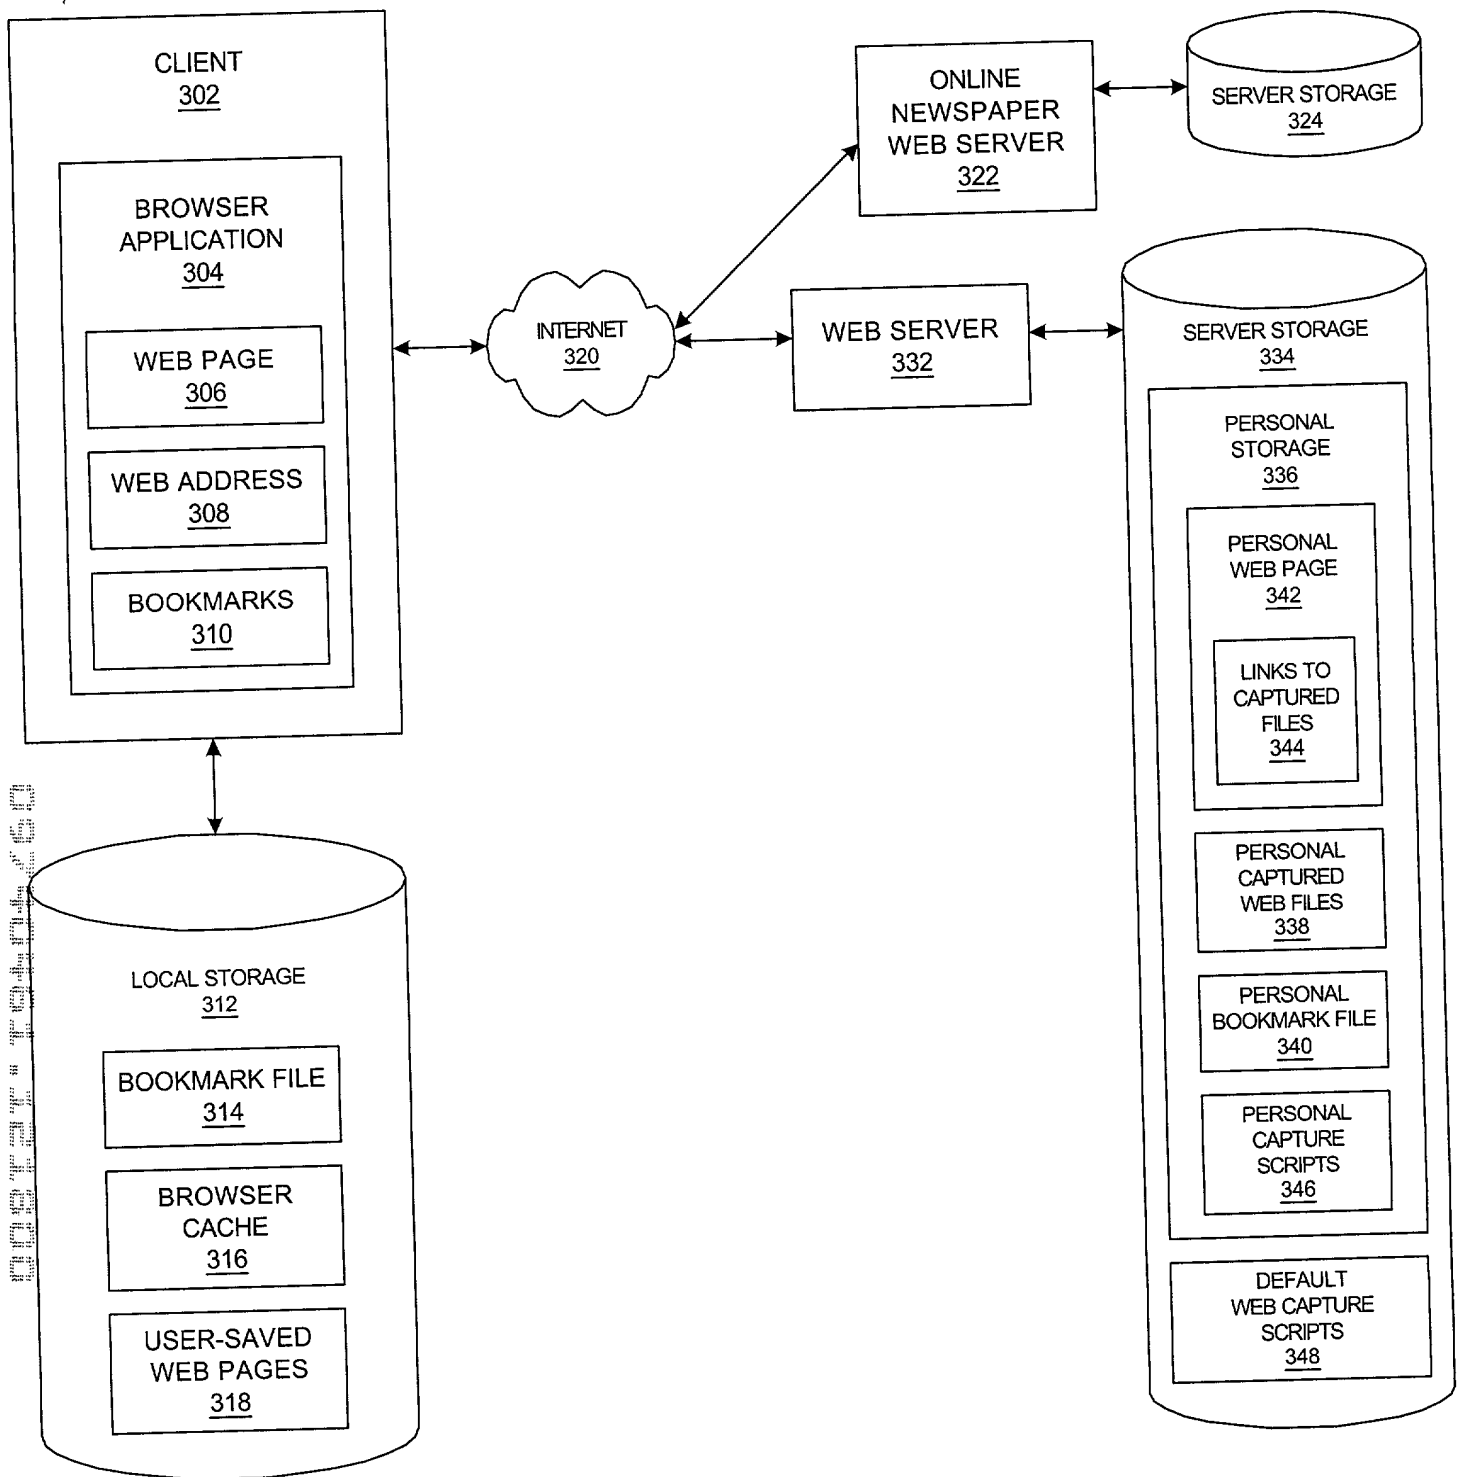 CLIENT
302
BROWSER
APPLICATION
304
WEB PAGE
306
WEB ADDRESS
308
BOOKMARKS
310
LOCAL STORAGE
312
BOOKMARK FILE
314
BROWSER
CACHE
316
USER-SAVED
WEB PAGES
318
INTERNET
320
ONLINE
NEWSPAPER
WEB SERVER
322
SERVER STORAGE
324
WEB SERVER
332
SERVER STORAGE
334
PERSONAL
STORAGE
336
PERSONAL
WEB PAGE
342
LINKS TO
CAPTURED
FILES
344
PERSONAL
CAPTURED
WEB FILES
338
PERSONAL
BOOKMARK FILE
340
PERSONAL
CAPTURE
SCRIPTS
346
DEFAULT
WEB CAPTURE
SCRIPTS
348